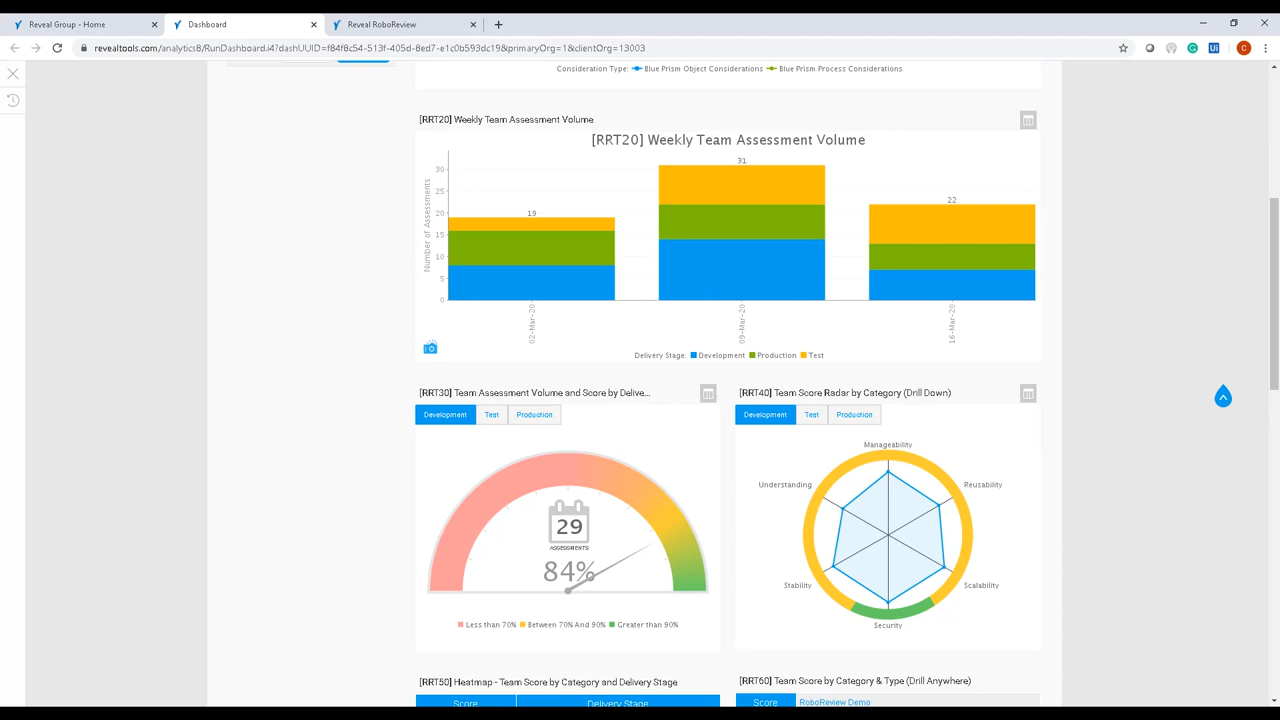 Reveal Group - Home
Dashboard
Reveal RoboReview
revealtools.com/analytics8/RunDashboard.i4?dashUUID=f84f8c54-513f-405d-8ed7-e1c0b593dc19&primaryOrg=1&clientOrg=13003
C
Consideration Type: Blue Prism Object Considerations Blue Prism Process Considerations
[RRT20] Weekly Team Assessment Volume
[RRT20] Weekly Team Assessment Volume
Number of Assessments
30
25
20
15
10
5
0
19
31
22
02-Mar-20
09-Mar-20
16-Mar-20
Delivery Stage: Development Production Test
[RRT30] Team Assessment Volume and Score by Delive...
Development Test Production
29
ASSESSMENTS
84%
Less than 70% Between 70% And 90% Greater than 90%
[RRT40] Team Score Radar by Category (Drill Down)
Development Test Production
Manageability
Understanding
Reusability
Stability
Scalability
Security
[RRT50] Heatmap - Team Score by Category and Delivery Stage
Score Delivery Stage
[RRT60] Team Score by Category & Type (Drill Anywhere)
Score RoboReview Demo